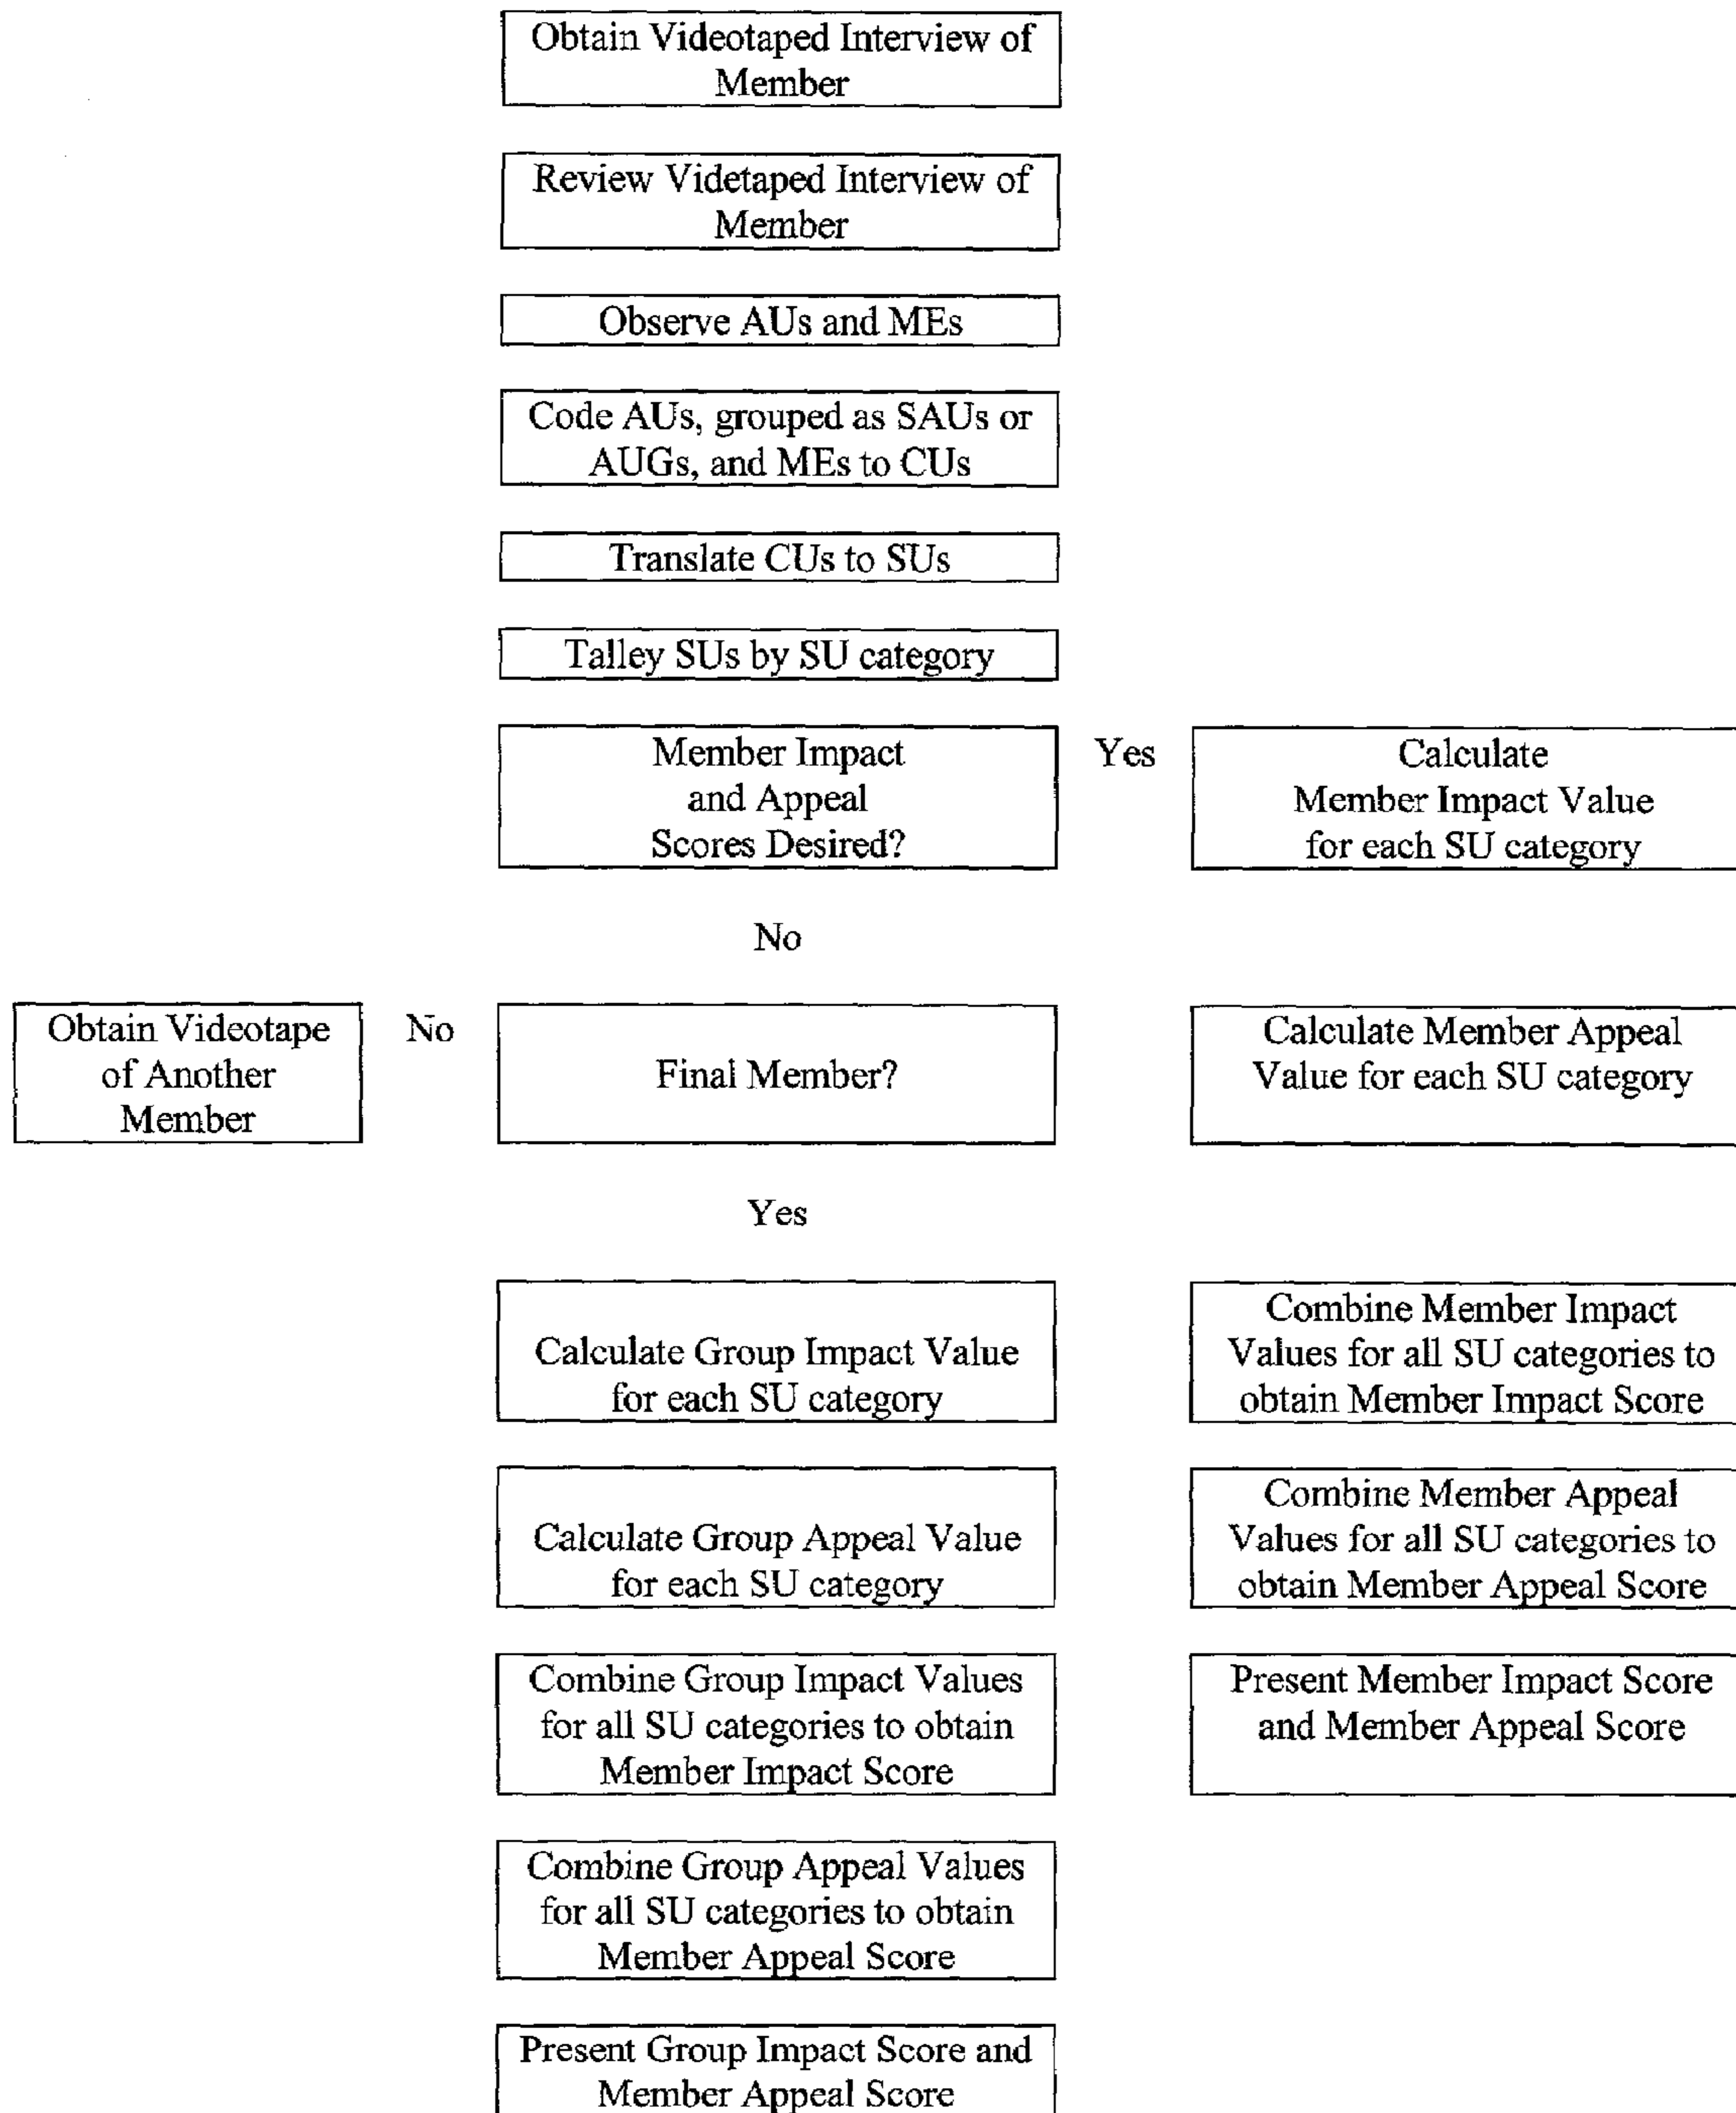 Obtain Videotaped Interview of
Member
Review Videtaped Interview of
Member
Observe AUs and MEs
Code AUs, grouped as SAUs or
AUGs, and MEs to CUs
Translate CUs to SUs
Talley SUs by SU category
Member Impact
and Appeal
Scores Desired?
Yes
Calculate
Member Impact Value
for each SU category
No
Obtain Videotape
of Another
Member
No
Final Member?
Calculate Member Appeal
Value for each SU category
Yes
Calculate Group Impact Value
for each SU category
Combine Member Impact
Values for all SU categories to
obtain Member Impact Score
Calculate Group Appeal Value
for each SU category
Combine Member Appeal
Values for all SU categories to
obtain Member Appeal Score
Combine Group Impact Values
for all SU categories to obtain
Member Impact Score
Present Member Impact Score
and Member Appeal Score
Combine Group Appeal Values
for all SU categories to obtain
Member Appeal Score
Present Group Impact Score and
Member Appeal Score